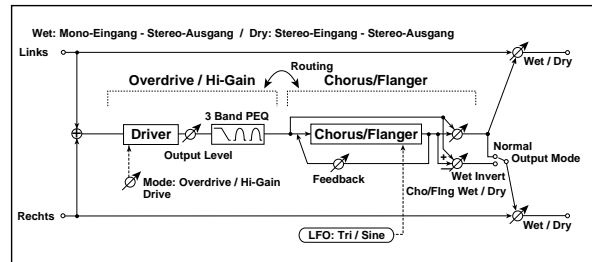 Wet: Mono-Eingang - Stereo-Ausgang / Dry: Stereo-Eingang - Stereo-Ausgang
Links
Wet / Dry
Routing
Overdrive / Hi-Gain
Chorus/Flanger
3 Band PEQ
Driver
Chorus/Flanger
Normal
Output Mode
Output Level
+
−
Wet Invert
Feedback
Mode: Overdrive / Hi-Gain
Drive
Cho/Flng Wet / Dry
Rechts
Wet / Dry
LFO: Tri / Sine